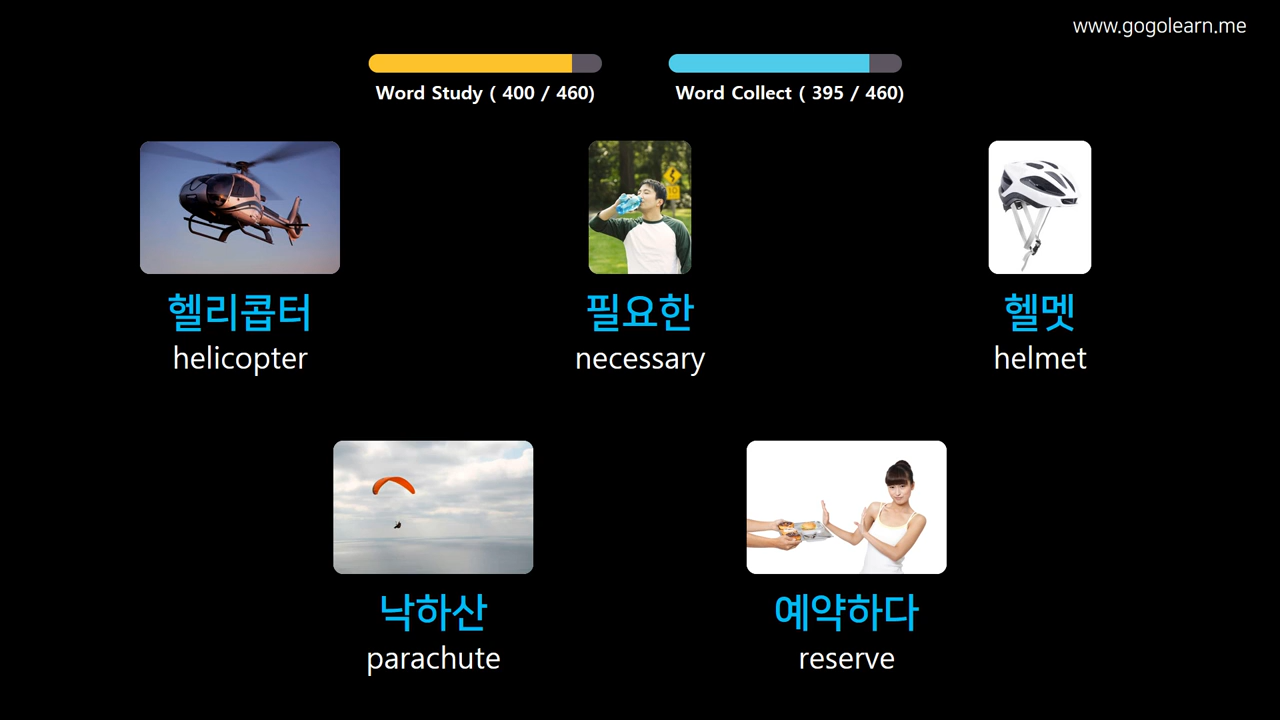 www.gogolearn.me
Word Study ( 400 / 460)
Word Collect ( 395 / 460)
헬리콥터
helicopter
필요한
necessary
헬멧
helmet
낙하산
parachute
예약하다
reserve